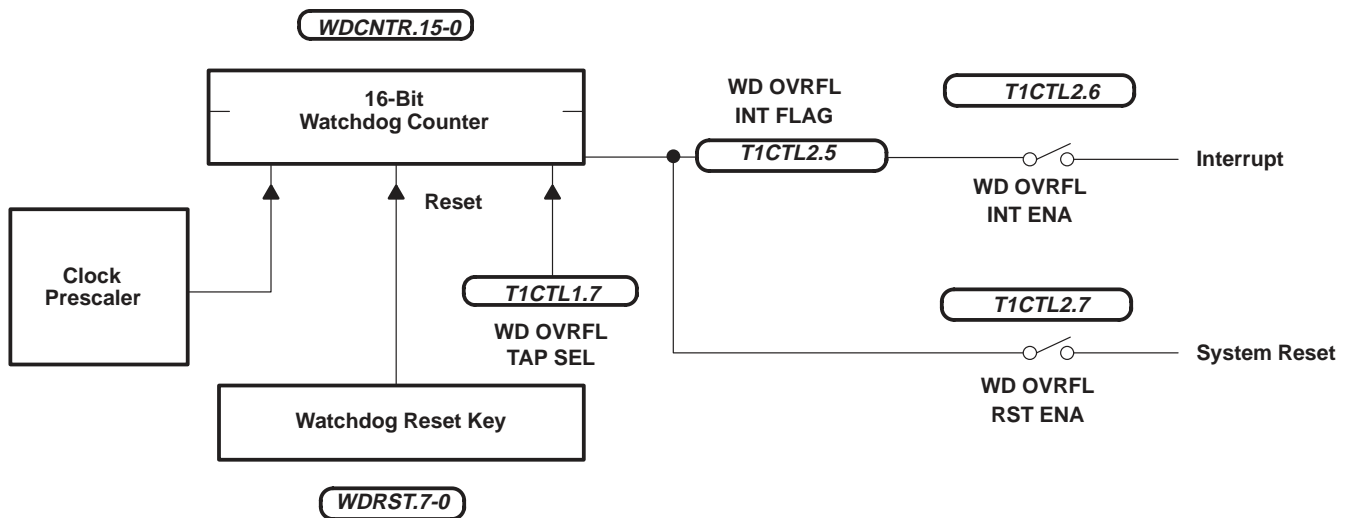 WDCNTR.15-0
16-Bit
Watchdog Counter
WD OVRFL
INT FLAG
T1CTL2.5
T1CTL2.6
WD OVRFL
INT ENA
Interrupt
Reset
Clock
Prescaler
T1CTL1.7
WD OVRFL
TAP SEL
T1CTL2.7
WD OVRFL
RST ENA
System Reset
Watchdog Reset Key
WDRST.7-0